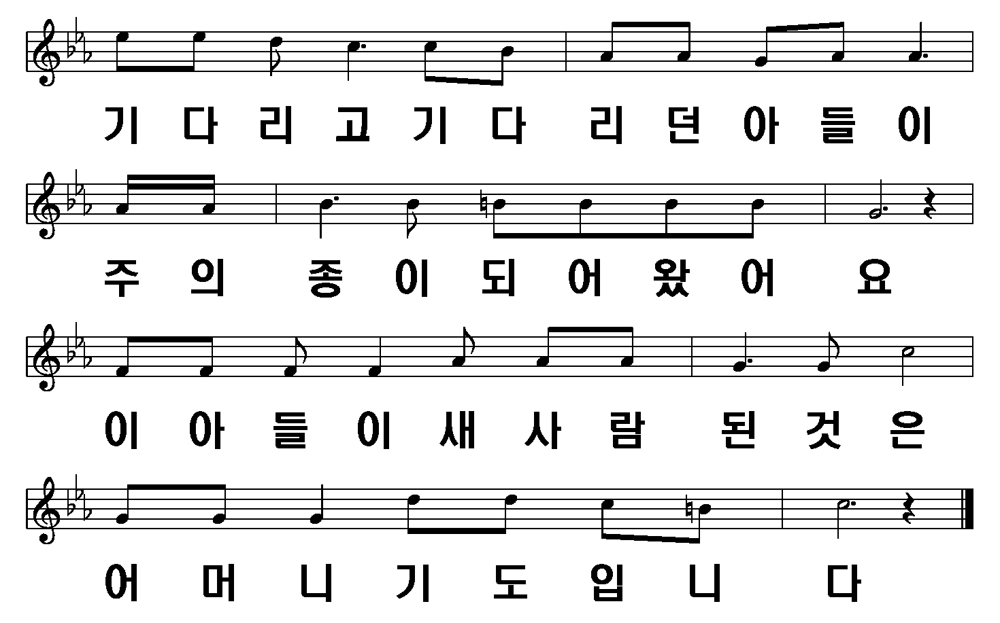 기 다 리 고 기 다 리 던 아 들 이
주 의 종 이 되 어 왔 어 요
이 아 들 이 새 사 람 된 것 은
어 머 니 기 도 입 니 다